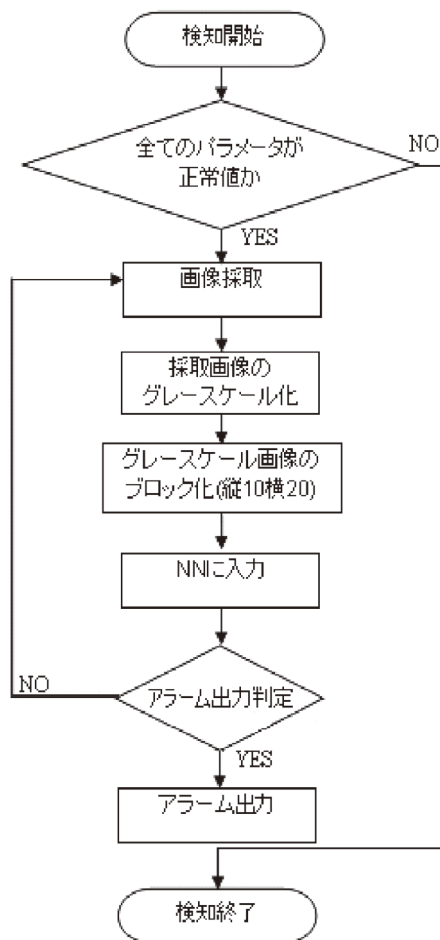 検知開始
全てのパラメータが
正常値か
NO
YES
画像採取
採取画像の
グレースケール化
グレースケール画像の
ブロック化(縦10横20)
NNに入力
アラーム出力判定
NO
YES
アラーム出力
検知終了